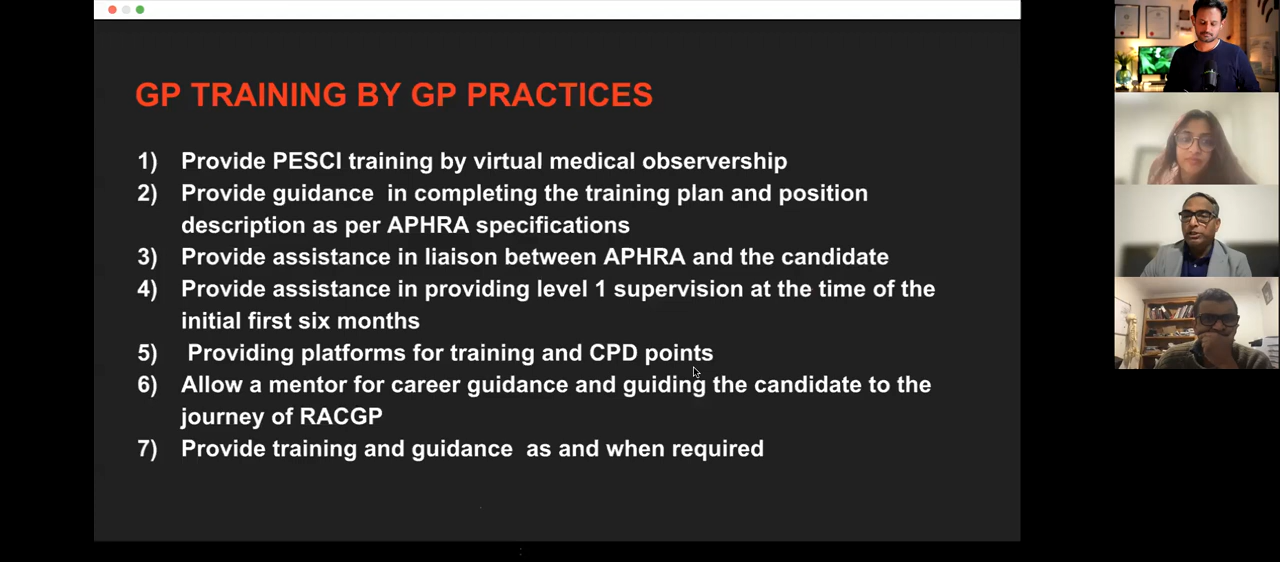 GP TRAINING BY GP PRACTICES
1) Provide PESCI training by virtual medical observership
2) Provide guidance in completing the training plan and position
description as per APHRA specifications
3) Provide assistance in liaison between APHRA and the candidate
4) Provide assistance in providing level 1 supervision at the time of the
initial first six months
5) Providing platforms for training and CPD points
6) Allow a mentor for career guidance and guiding the candidate to the
journey of RACGP
7) Provide training and guidance as and when required